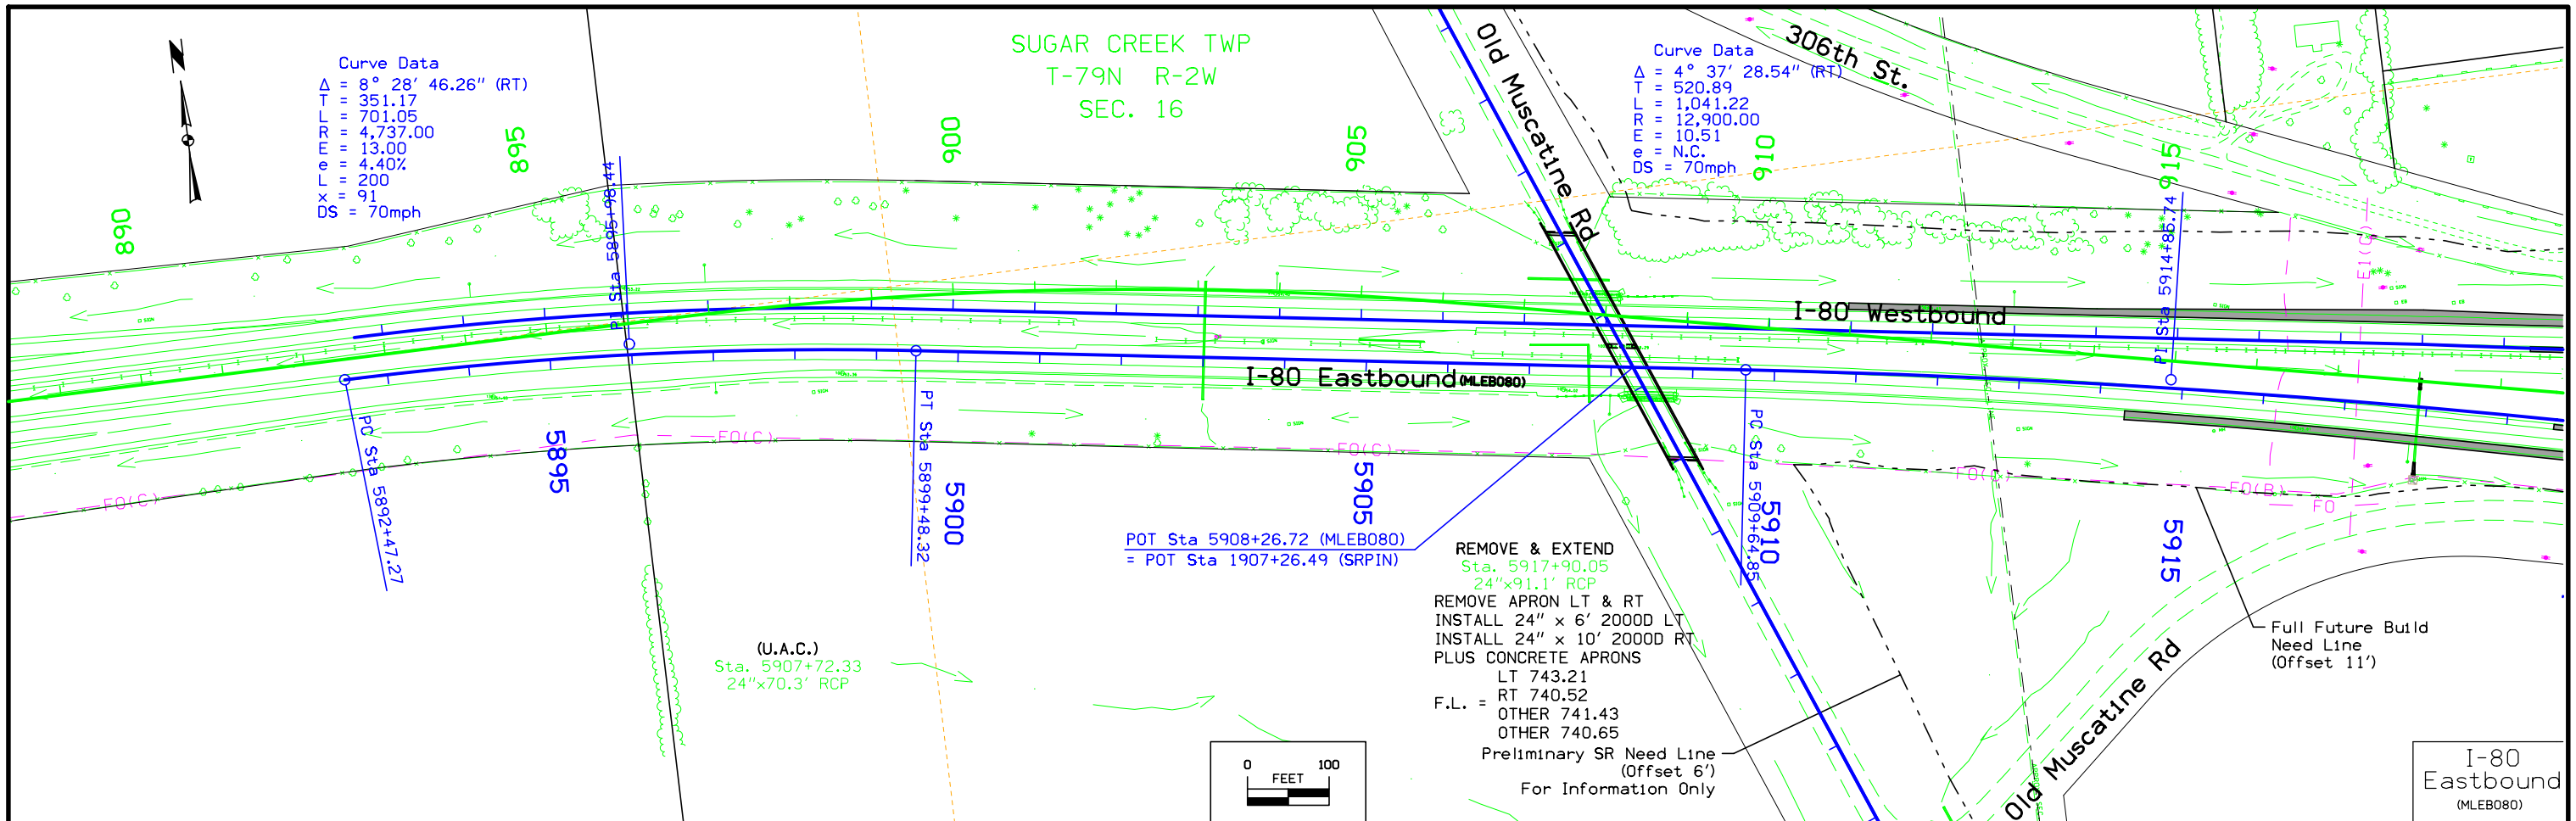 SUGAR CREEK TWP
T-79N R-2W
SEC. 16
Curve Data
Δ = 8° 28' 46.26" (RT)
T = 351.17
L = 701.05
R = 4,737.00
E = 13.00
e = 4.40%
L = 200
x = 91
DS = 70mph
Curve Data
Δ = 4° 37' 28.54" (RT)
T = 520.89
L = 1,041.22
R = 12,900.00
E = 10.51
e = N.C.
DS = 70mph
Old Muscatine Rd
306th St.
890
895
900
905
910
915
PI Sta 5895+98.44
PI Sta 5914+85.74
E1(Q)
I-80 Westbound
I-80 Eastbound (MLEB080)
PC Sta 5892+47.27
PT Sta 5899+48.32
PC Sta 5909+64.85
FO(C)
FO(C)
FO(C)
FO(C)
FO(B)
FO
5895
5900
5905
5910
5915
POT Sta 5908+26.72 (MLEB080)
= POT Sta 1907+26.49 (SRPIN)
REMOVE & EXTEND
Sta. 5917+90.05
24"x91.1' RCP
REMOVE APRON LT & RT
INSTALL 24" x 6' 2000D LT
INSTALL 24" x 10' 2000D RT
PLUS CONCRETE APRONS
LT 743.21
F.L. = RT 740.52
OTHER 741.43
OTHER 740.65
Preliminary SR Need Line
(Offset 6')
For Information Only
(U.A.C.)
Sta. 5907+72.33
24"x70.3' RCP
Full Future Build
Need Line
(Offset 11')
Old Muscatine Rd
0 100
FEET
I-80
Eastbound
(MLEB080)